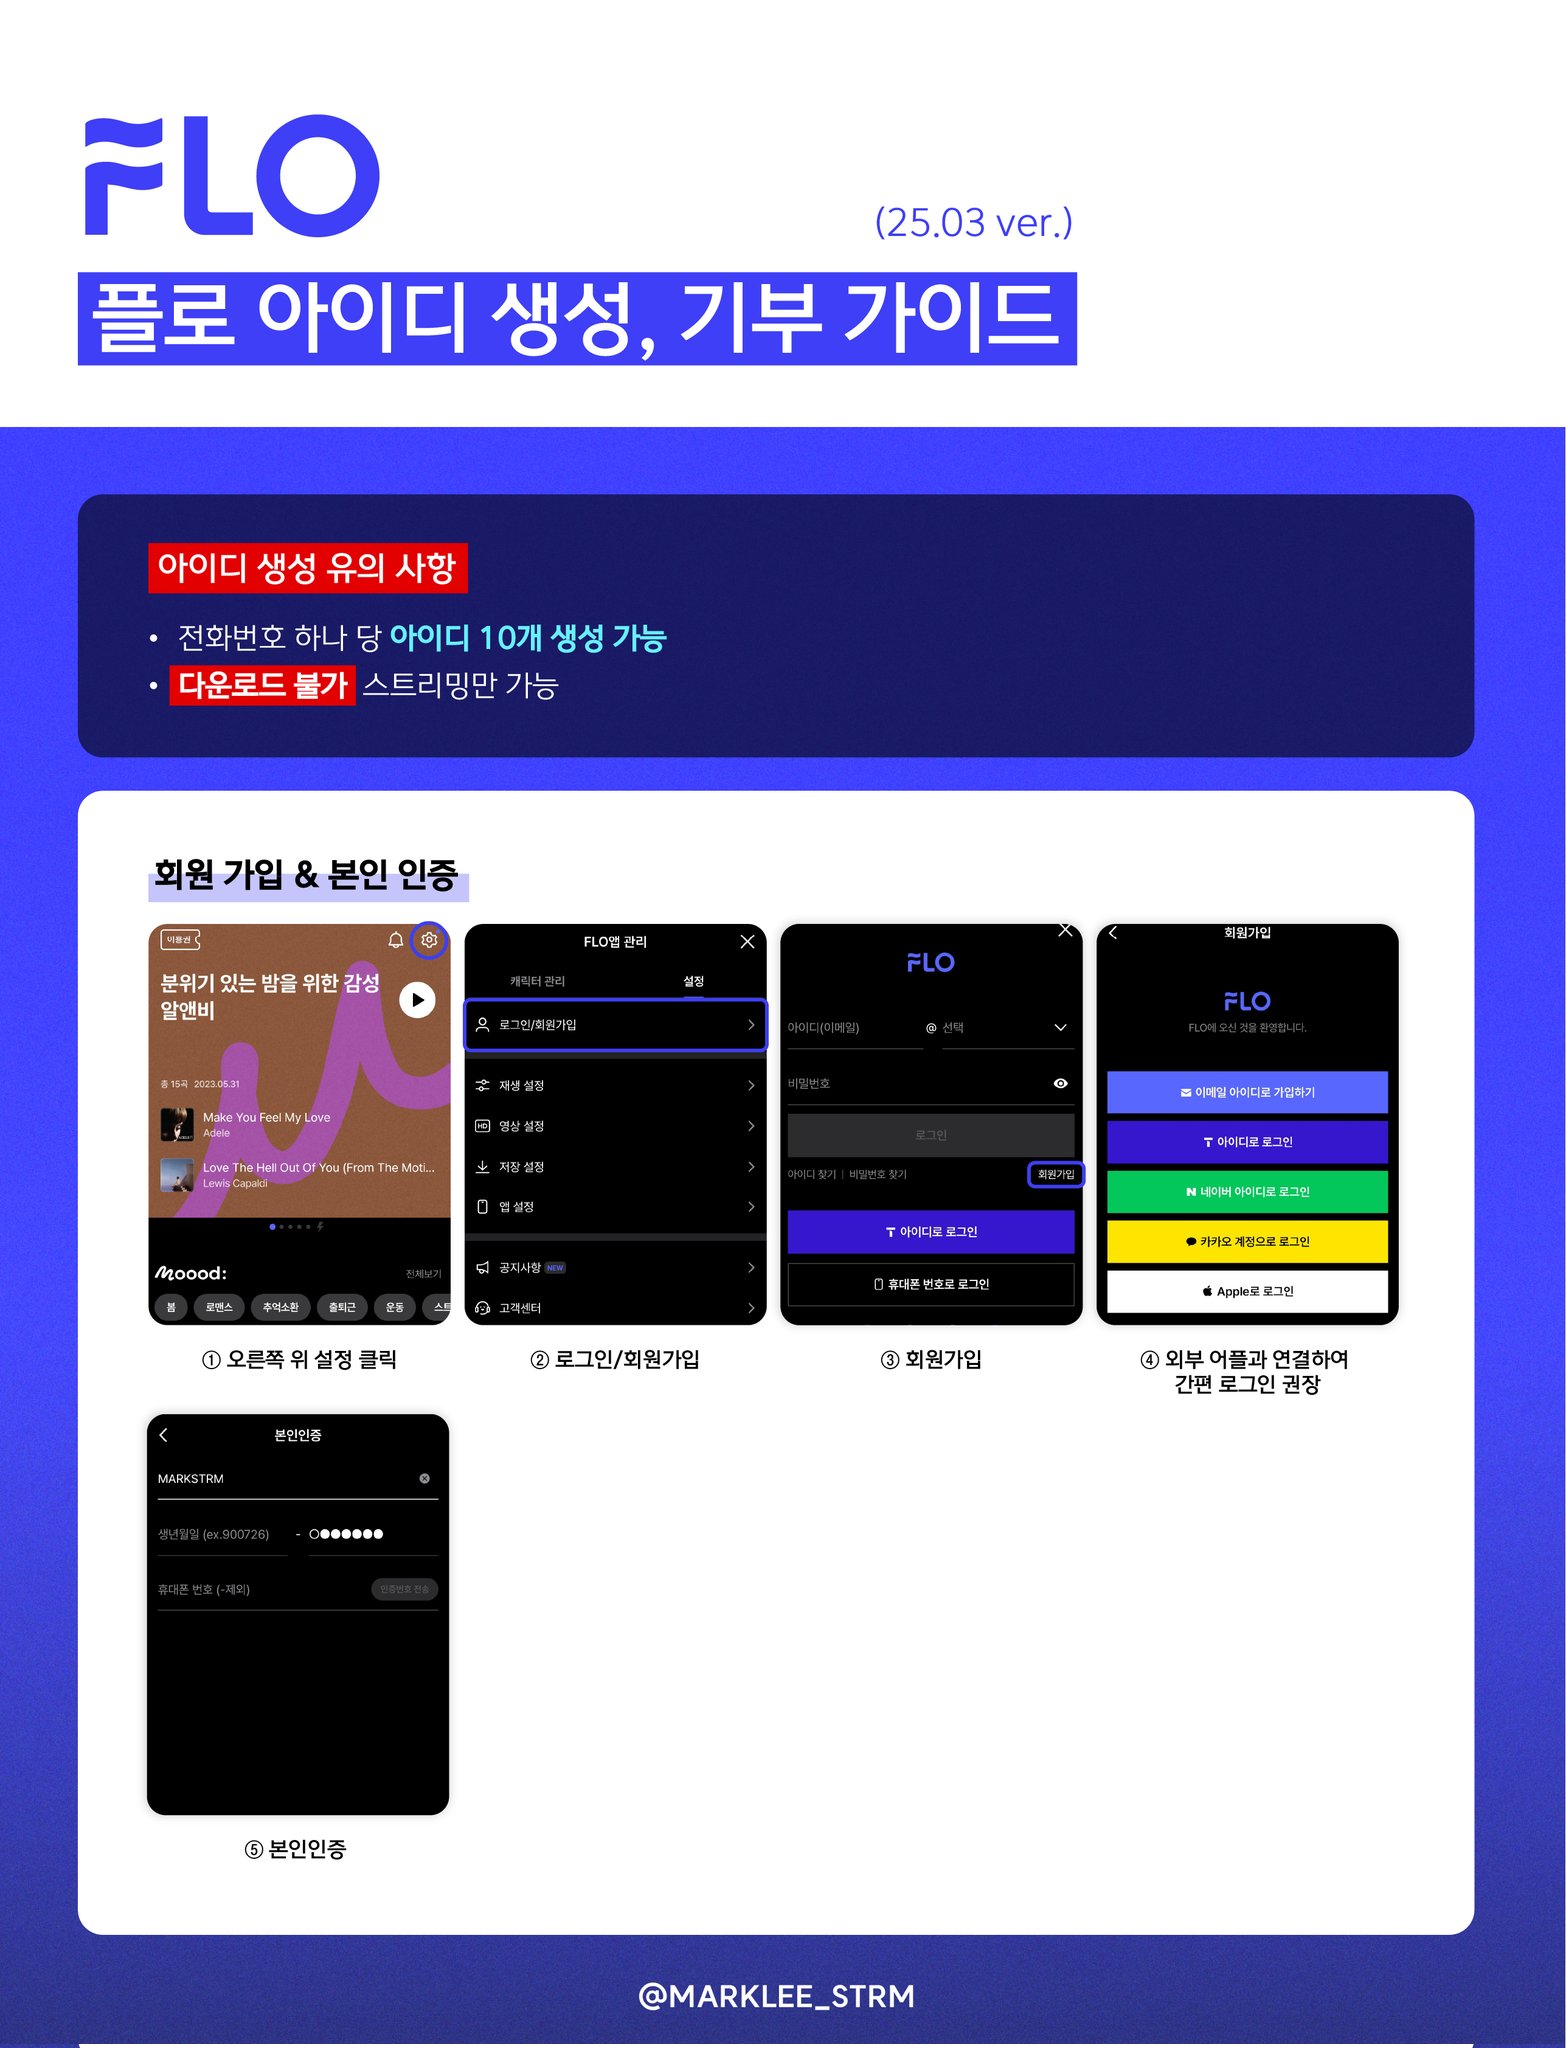 FLO
(25.03 ver.)
플로 아이디 생성, 기부 가이드
아이디 생성 유의 사항
• 전화번호 하나 당 아이디 10개 생성 가능
• 다운로드 불가 스트리밍만 가능
회원 가입 & 본인 인증
이용권
분위기 있는 밤을 위한 감성
알앤비
총 15곡 2023.05.31
Make You Feel My Love
Adele
Love The Hell Out Of You (From The Moti...
Lewis Capaldi
Moood:
전체보기
봄 로맨스 추억소환 출퇴근 운동 스트
① 오른쪽 위 설정 클릭
FLO앱 관리
캐릭터 관리 설정
로그인/회원가입
재생 설정
HD 영상 설정
저장 설정
앱 설정
공지사항 NEW
고객센터
② 로그인/회원가입
FLO
아이디(이메일) @ 선택
비밀번호
로그인
아이디 찾기 | 비밀번호 찾기 회원가입
T 아이디로 로그인
휴대폰 번호로 로그인
③ 회원가입
회원가입
FLO
FLO에 오신 것을 환영합니다.
이메일 아이디로 가입하기
T 아이디로 로그인
N 네이버 아이디로 로그인
카카오 계정으로 로그인
Apple로 로그인
④ 외부 어플과 연결하여
간편 로그인 권장
본인인증
MARKSTRM
생년월일 (ex.900726) - ○●●●●●●
휴대폰 번호 (-제외) 인증번호 전송
⑤ 본인인증
@MARKLEE_STRM